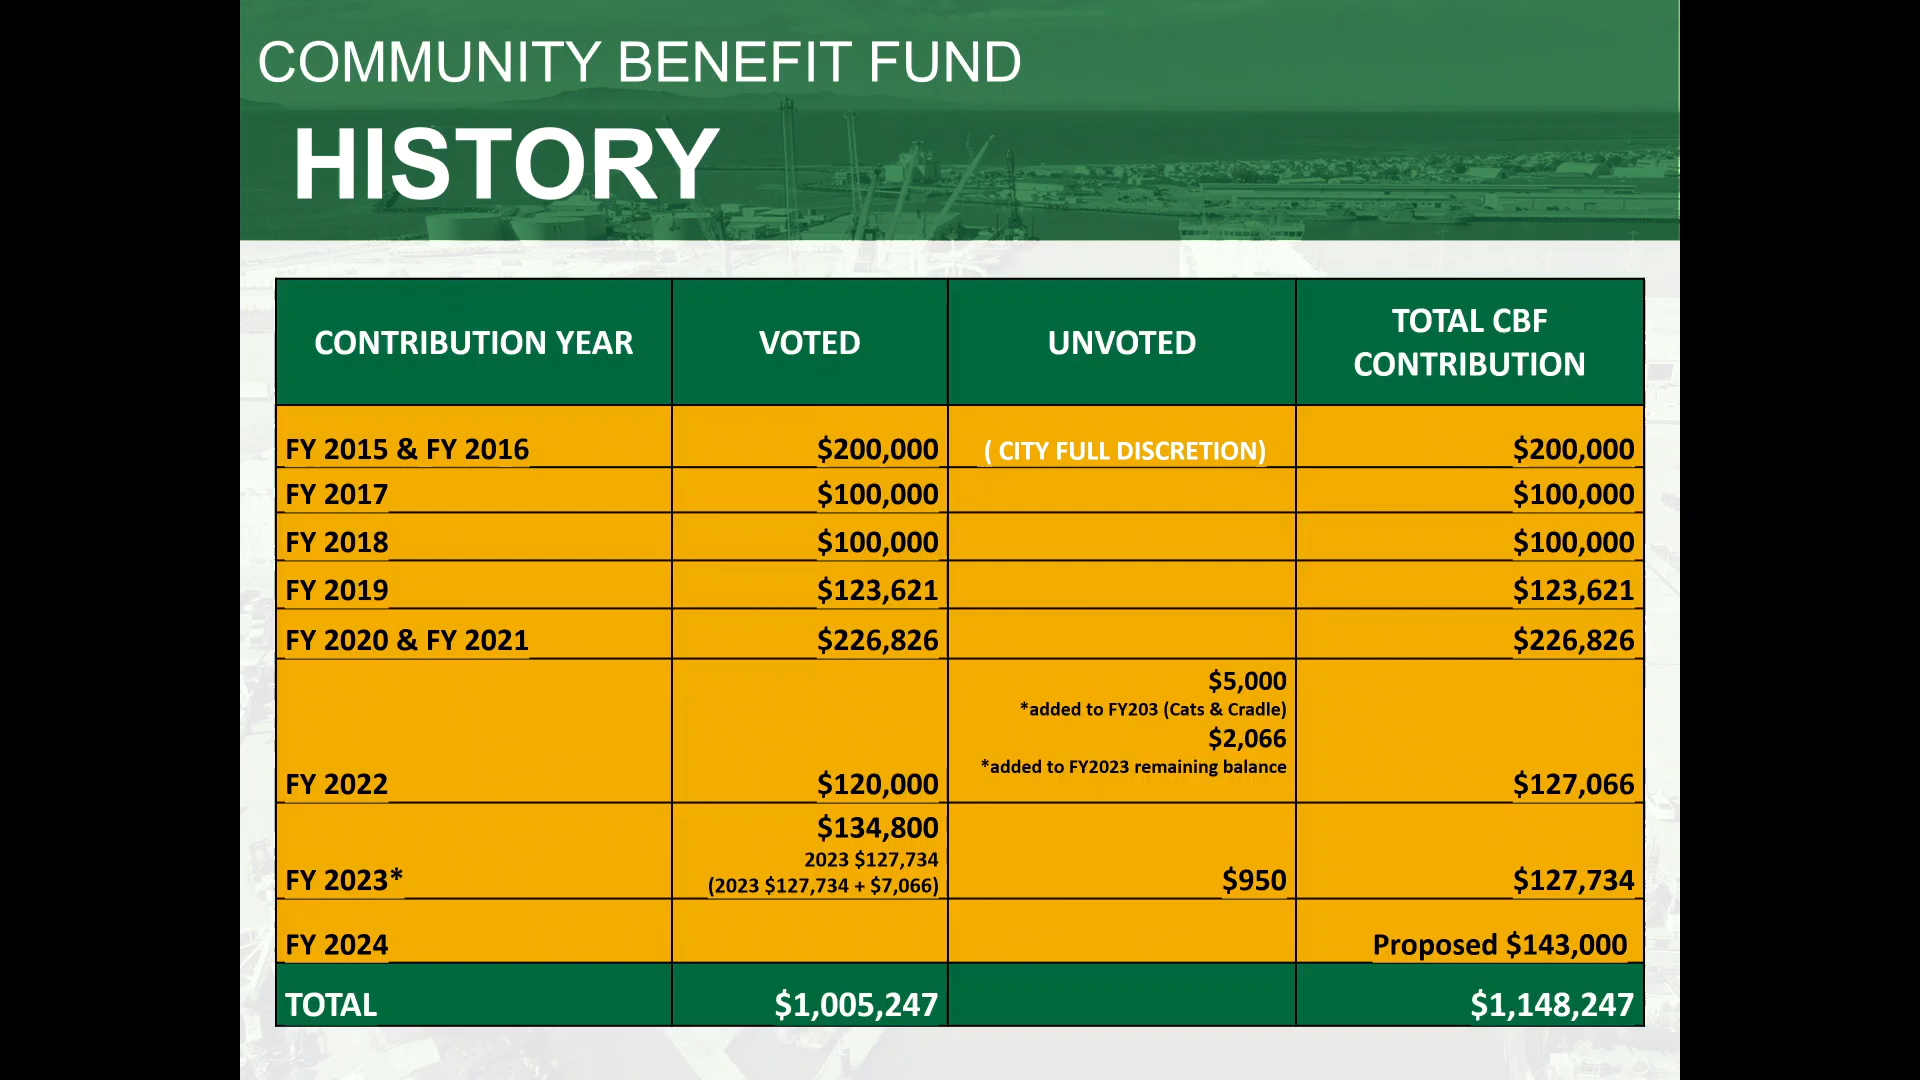 COMMUNITY BENEFIT FUND
HISTORY
CONTRIBUTION YEAR VOTED UNVOTED TOTAL CBF CONTRIBUTION
FY 2015 & FY 2016 $200,000 ( CITY FULL DISCRETION) $200,000
FY 2017 $100,000 $100,000
FY 2018 $100,000 $100,000
FY 2019 $123,621 $123,621
FY 2020 & FY 2021 $226,826 $226,826
$5,000
*added to FY203 (Cats & Cradle)
$2,066
*added to FY2023 remaining balance
FY 2022 $120,000 $127,066
$134,800
2023 $127,734
(2023 $127,734 + $7,066)
FY 2023* $950 $127,734
FY 2024 Proposed $143,000
TOTAL $1,005,247 $1,148,247